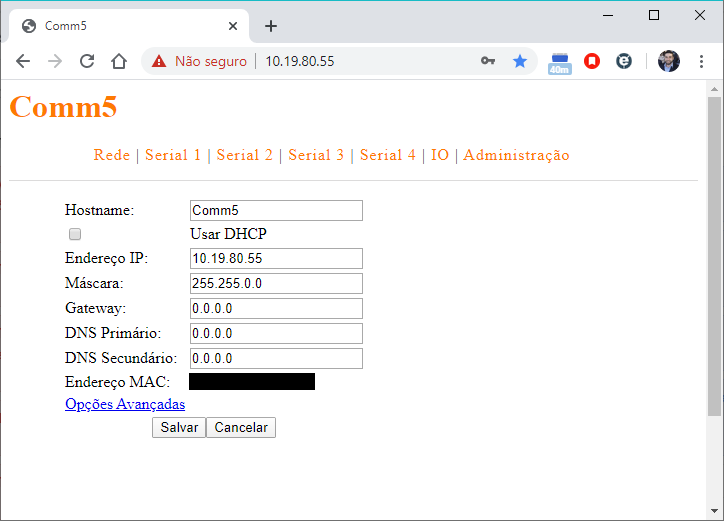 Comm5
Não seguro | 10.19.80.55
40m
Comm5
Rede | Serial 1 | Serial 2 | Serial 3 | Serial 4 | IO | Administração
Hostname: Comm5
Usar DHCP
Endereço IP: 10.19.80.55
Máscara: 255.255.0.0
Gateway: 0.0.0.0
DNS Primário: 0.0.0.0
DNS Secundário: 0.0.0.0
Endereço MAC:
Opções Avançadas
Salvar Cancelar